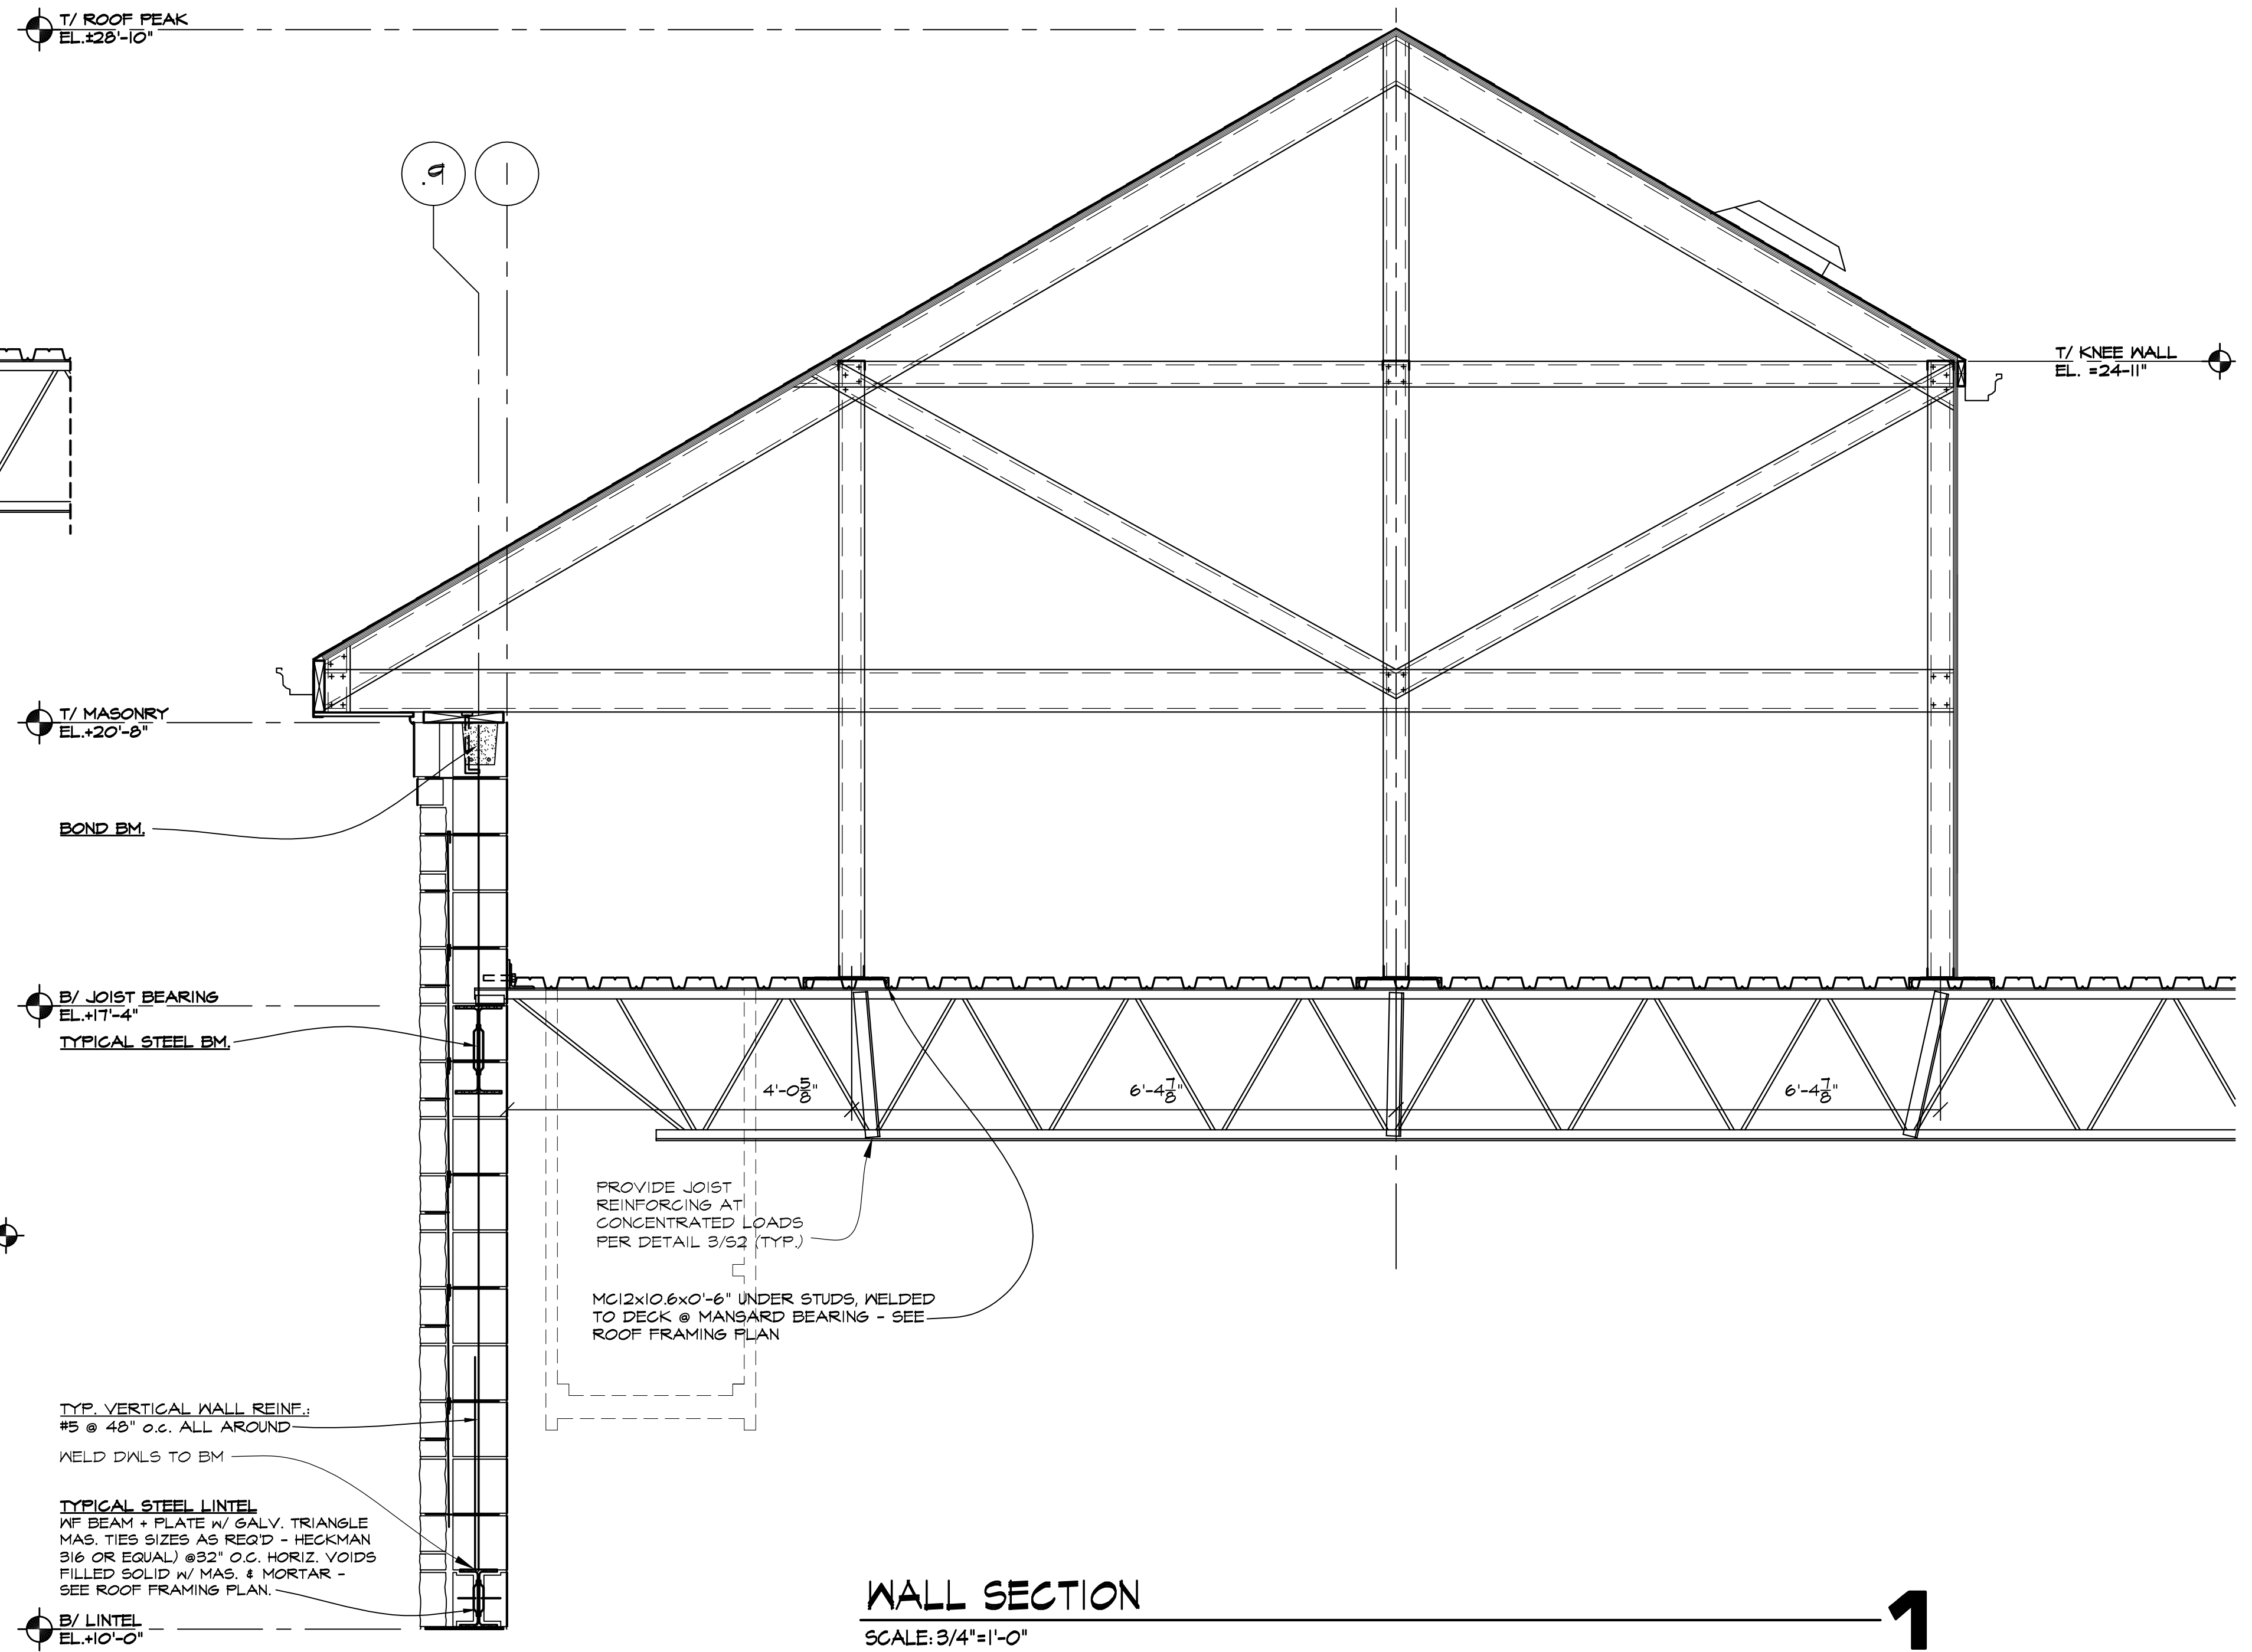 T/ ROOF PEAK
EL.±28'-10"
.9
T/ KNEE WALL
EL. =24-11"
T/ MASONRY
EL.+20'-8"
BOND BM.
B/ JOIST BEARING
EL.+17'-4"
TYPICAL STEEL BM.
4'-0 5/8"
6'-4 7/8"
6'-4 7/8"
PROVIDE JOIST
REINFORCING AT
CONCENTRATED LOADS
PER DETAIL 3/S2 (TYP.)
MC12x10.6x0'-6" UNDER STUDS, WELDED
TO DECK @ MANSARD BEARING - SEE
ROOF FRAMING PLAN
TYP. VERTICAL WALL REINF.:
#5 @ 48" o.c. ALL AROUND
WELD DWLS TO BM
TYPICAL STEEL LINTEL
WF BEAM + PLATE W/ GALV. TRIANGLE
MAS. TIES SIZES AS REQ'D - HECKMAN
316 OR EQUAL) @32" O.C. HORIZ. VOIDS
FILLED SOLID W/ MAS. & MORTAR -
SEE ROOF FRAMING PLAN.
B/ LINTEL
EL.+10'-0"
WALL SECTION
SCALE: 3/4"=1'-0"
1